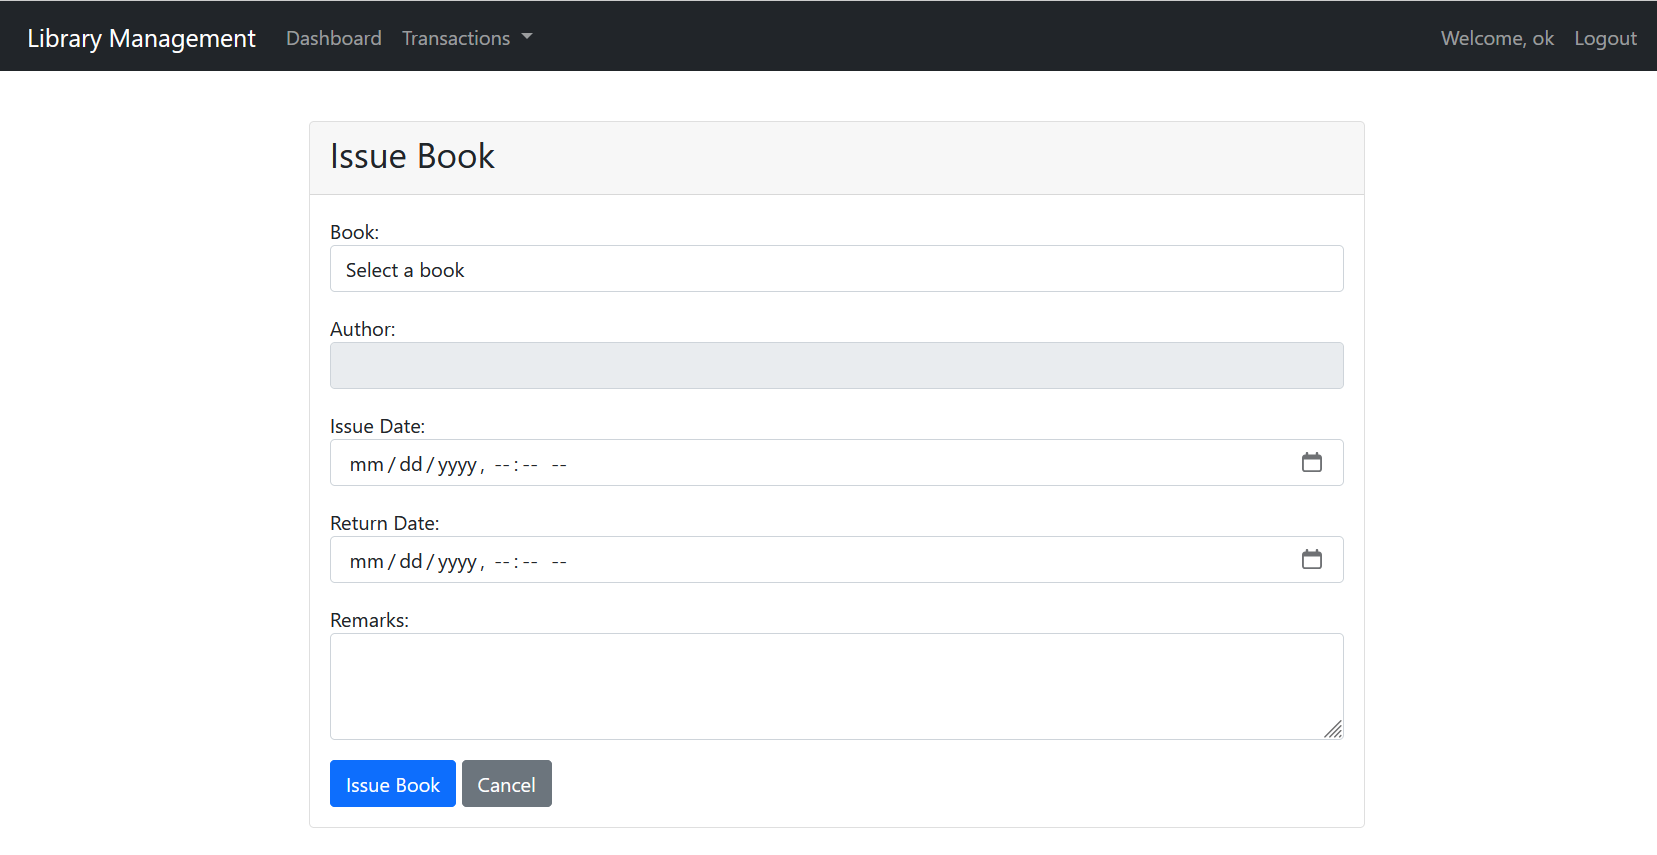 Library Management Dashboard Transactions Welcome, ok Logout
Issue Book
Book:
Select a book
Author:
Issue Date:
mm/dd/yyyy, --:-- --
Return Date:
mm/dd/yyyy, --:-- --
Remarks:
Issue Book Cancel